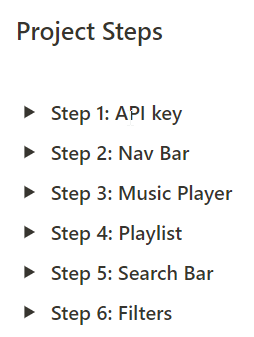 Project Steps
Step 1: API key
Step 2: Nav Bar
Step 3: Music Player
Step 4: Playlist
Step 5: Search Bar
Step 6: Filters